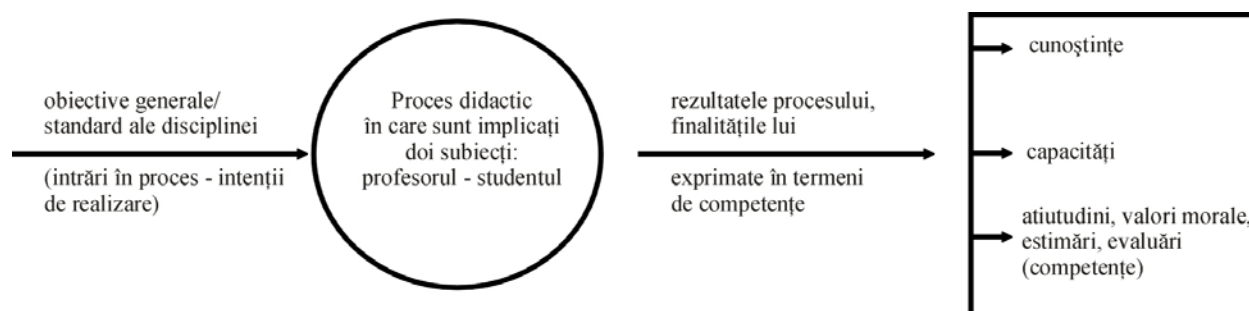 obiective generale/
standard ale disciplinei
(intrări în proces - intenții
de realizare)
Proces didactic
în care sunt implicați
doi subiecți:
profesorul - studentul
rezultatele procesului,
finalitățile lui
exprimate în termeni
de competențe
cunoştințe
capacități
atiutudini, valori morale,
estimări, evaluări
(competențe)